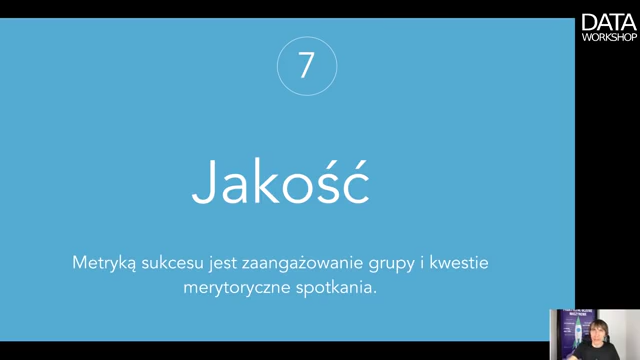 DATA
WORKSHOP
7
Jakość
Metryką sukcesu jest zaangażowanie grupy i kwestie
merytoryczne spotkania.